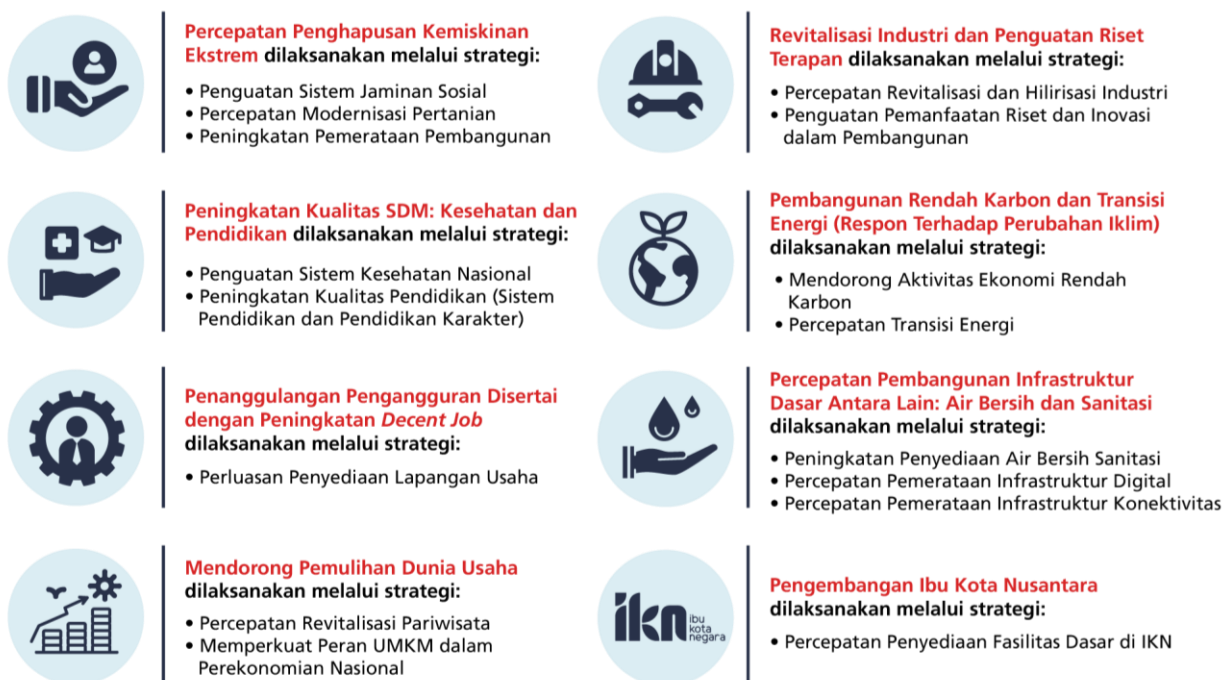 Percepatan Penghapusan Kemiskinan
Ekstrem dilaksanakan melalui strategi:
• Penguatan Sistem Jaminan Sosial
• Percepatan Modernisasi Pertanian
• Peningkatan Pemerataan Pembangunan
Peningkatan Kualitas SDM: Kesehatan dan
Pendidikan dilaksanakan melalui strategi:
• Penguatan Sistem Kesehatan Nasional
• Peningkatan Kualitas Pendidikan (Sistem
Pendidikan dan Pendidikan Karakter)
Penanggulangan Pengangguran Disertai
dengan Peningkatan Decent Job
dilaksanakan melalui strategi:
• Perluasan Penyediaan Lapangan Usaha
Mendorong Pemulihan Dunia Usaha
dilaksanakan melalui strategi:
• Percepatan Revitalisasi Pariwisata
• Memperkuat Peran UMKM dalam
Perekonomian Nasional
Revitalisasi Industri dan Penguatan Riset
Terapan dilaksanakan melalui strategi:
• Percepatan Revitalisasi dan Hilirisasi Industri
• Penguatan Pemanfaatan Riset dan Inovasi
dalam Pembangunan
Pembangunan Rendah Karbon dan Transisi
Energi (Respon Terhadap Perubahan Iklim)
dilaksanakan melalui strategi:
• Mendorong Aktivitas Ekonomi Rendah
Karbon
• Percepatan Transisi Energi
Percepatan Pembangunan Infrastruktur
Dasar Antara Lain: Air Bersih dan Sanitasi
dilaksanakan melalui strategi:
• Peningkatan Penyediaan Air Bersih Sanitasi
• Percepatan Pemerataan Infrastruktur Digital
• Percepatan Pemerataan Infrastruktur Konektivitas
ikn ibu
kota
negara
Pengembangan Ibu Kota Nusantara
dilaksanakan melalui strategi:
• Percepatan Penyediaan Fasilitas Dasar di IKN